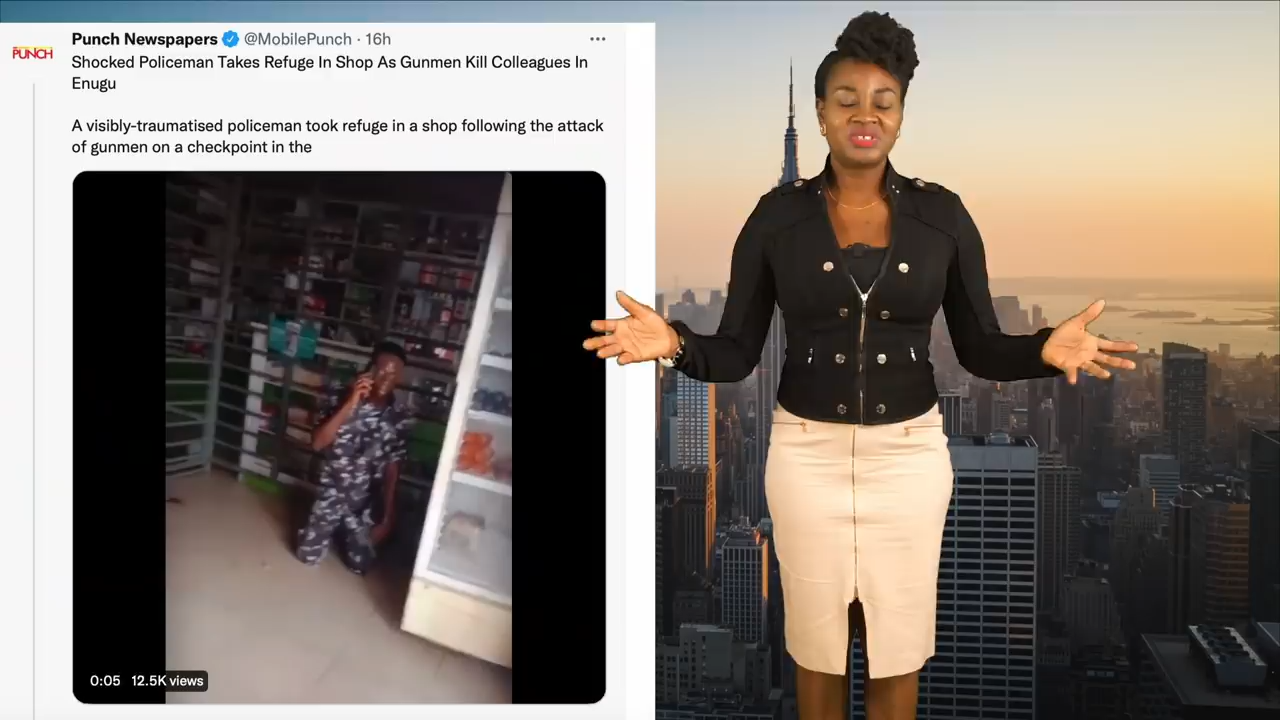 PUNCH
Punch Newspapers @MobilePunch · 16h
Shocked Policeman Takes Refuge In Shop As Gunmen Kill Colleagues In
Enugu
A visibly-traumatised policeman took refuge in a shop following the attack
of gunmen on a checkpoint in the
0:05 12.5K views